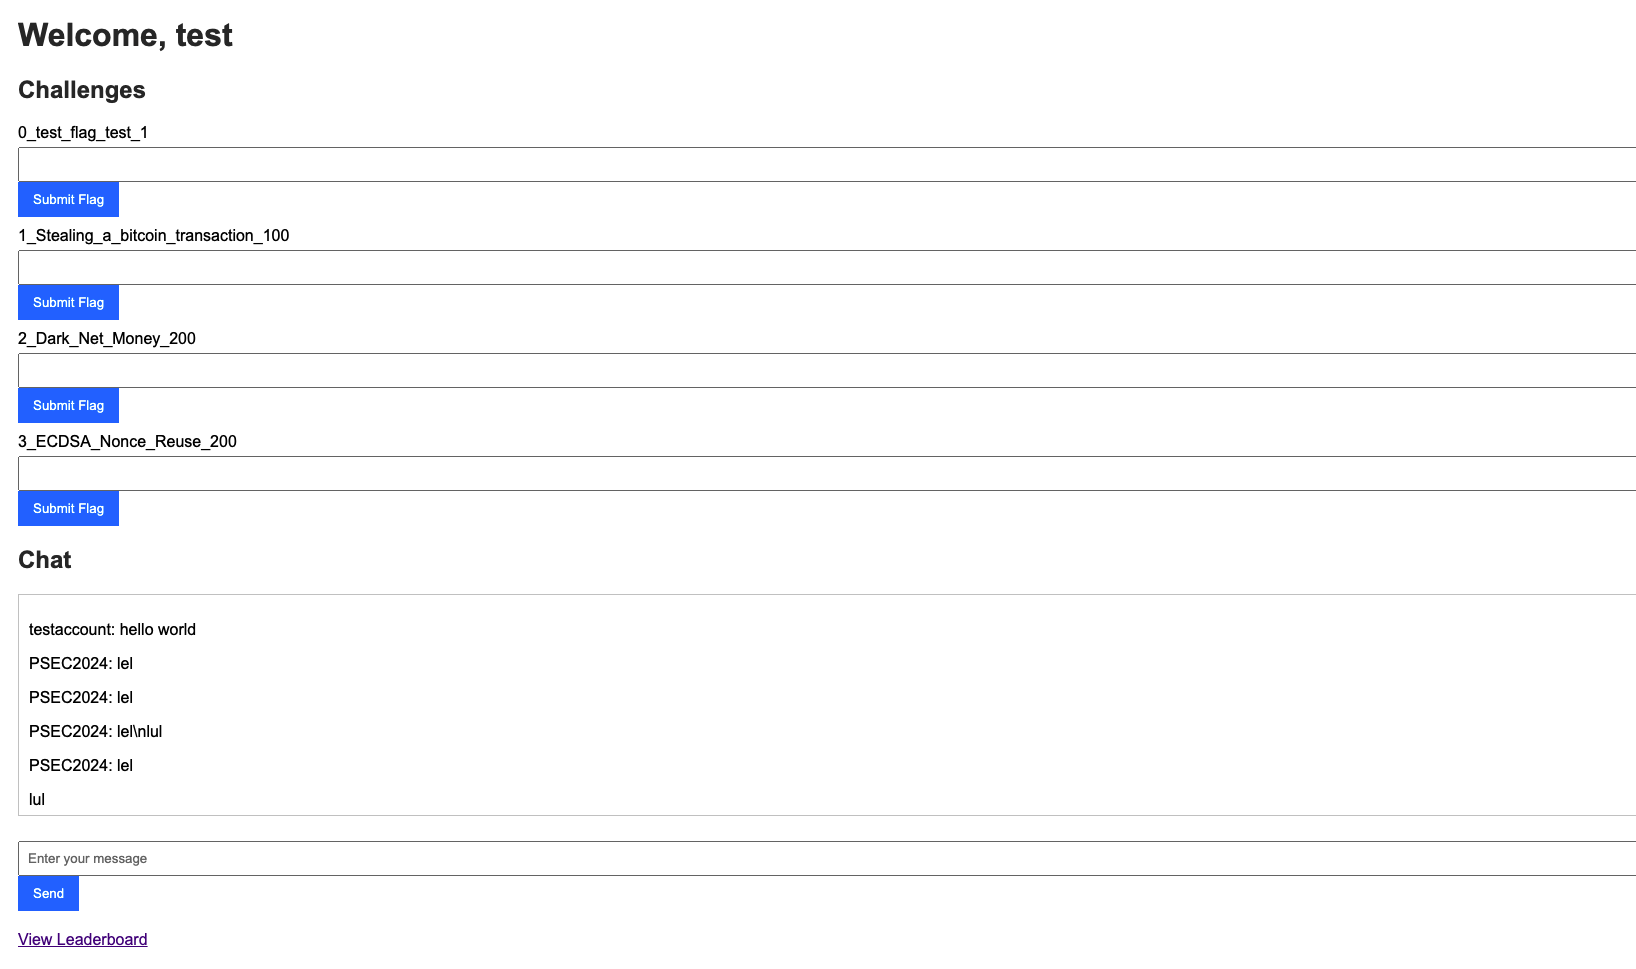 Welcome, test
Challenges
0_test_flag_test_1
Submit Flag
1_Stealing_a_bitcoin_transaction_100
Submit Flag
2_Dark_Net_Money_200
Submit Flag
3_ECDSA_Nonce_Reuse_200
Submit Flag
Chat
testaccount: hello world
PSEC2024: lel
PSEC2024: lel
PSEC2024: lel\nlul
PSEC2024: lel
lul
Enter your message
Send
View Leaderboard